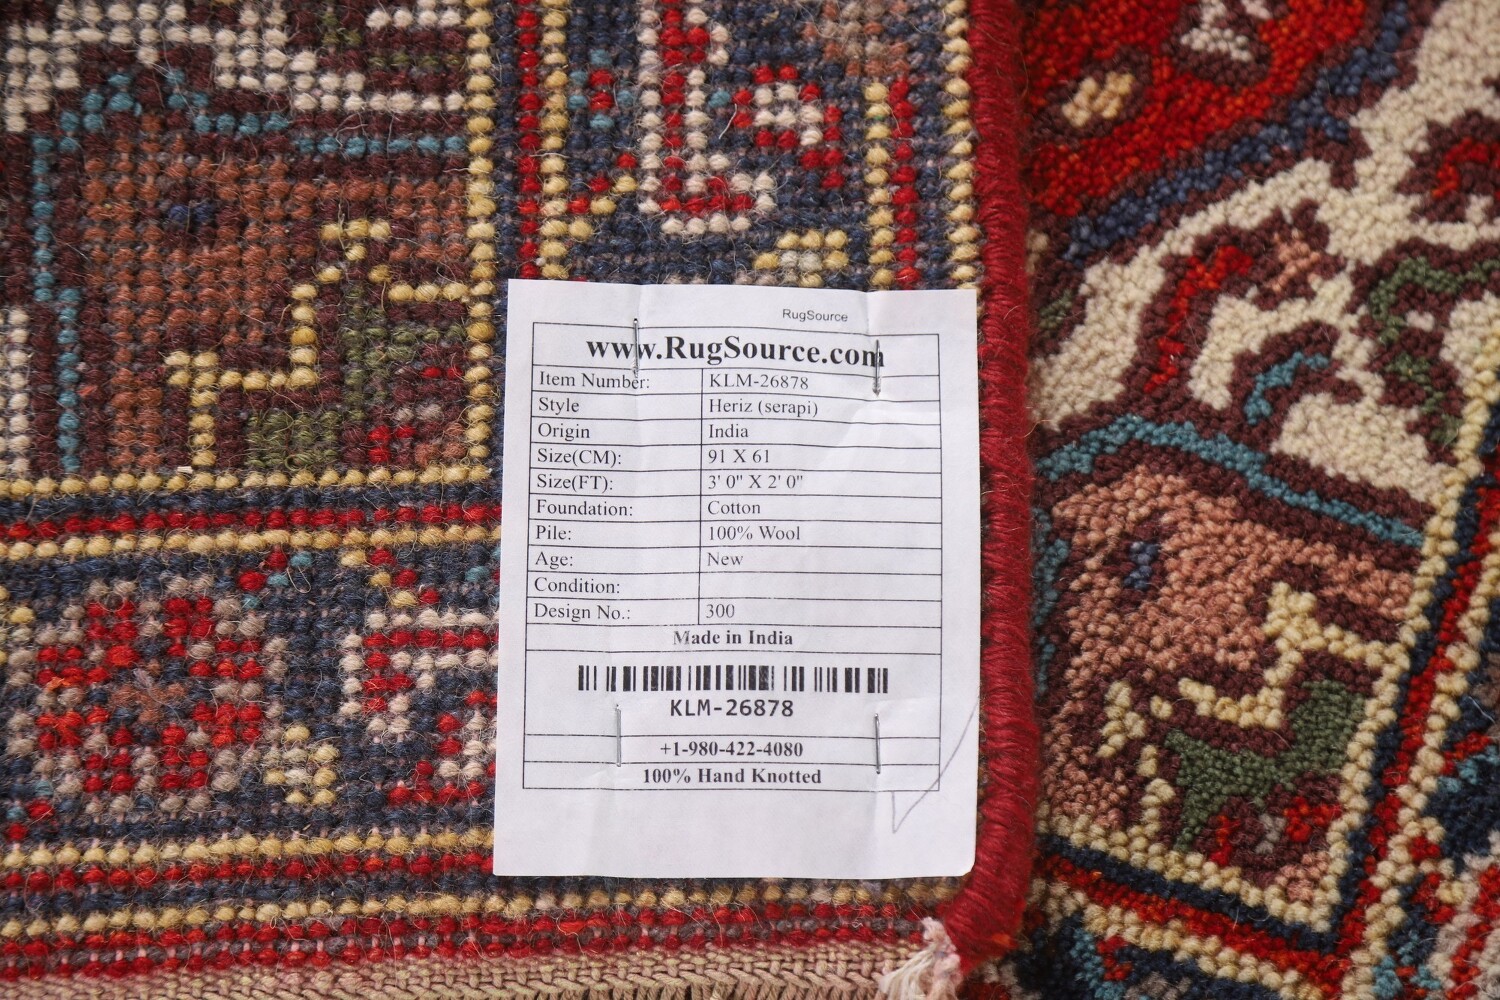 RugSource
www.RugSource.com
Item Number: KLM-26878
Style Heriz (serapi)
Origin India
Size(CM): 91 X 61
Size(FT): 3' 0" X 2' 0"
Foundation: Cotton
Pile: 100% Wool
Age: New
Condition:
Design No.: 300
Made in India
KLM-26878
+1-980-422-4080
100% Hand Knotted